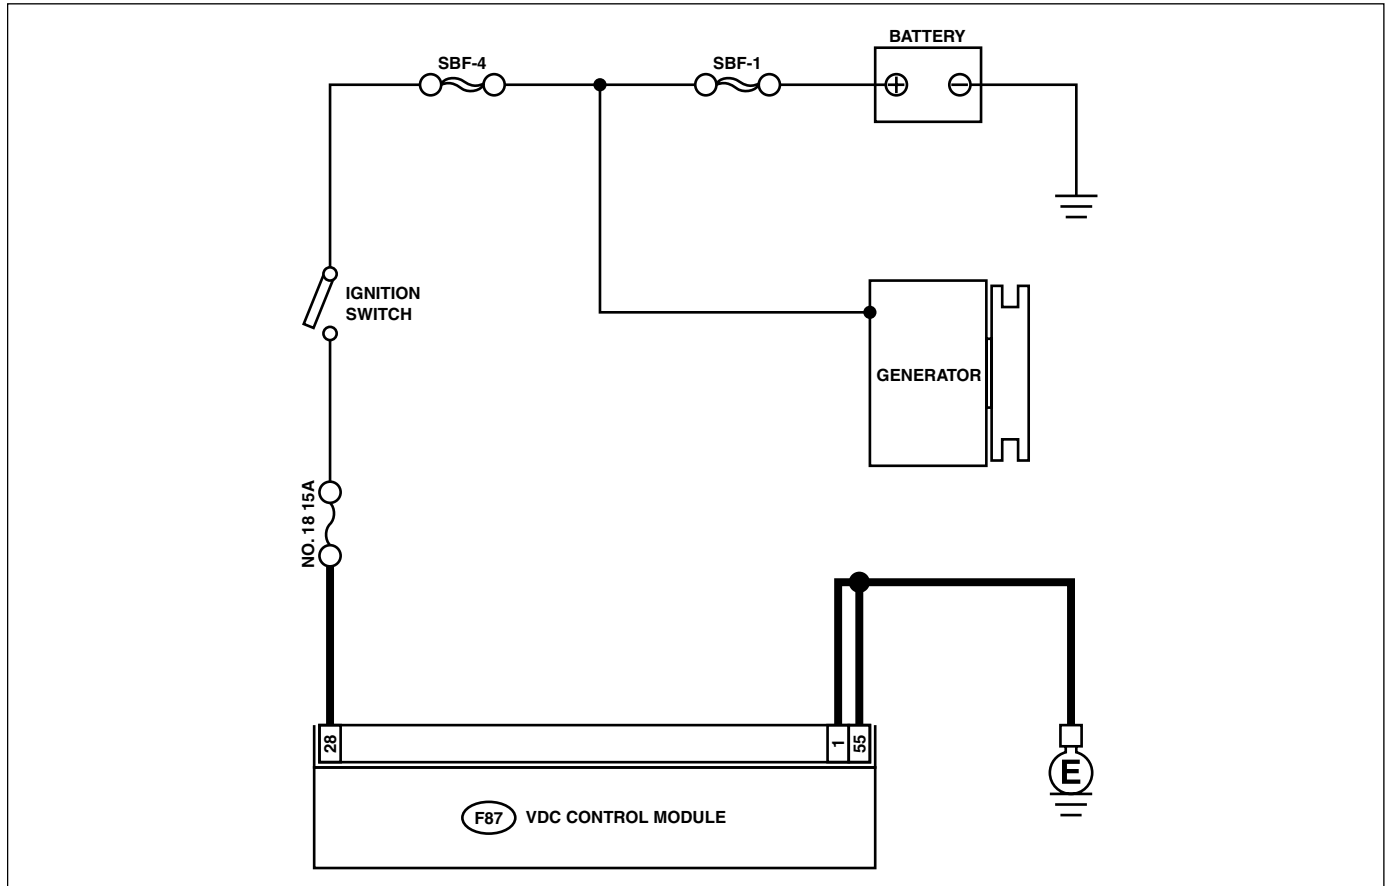 BATTERY
SBF-4
SBF-1
IGNITION
SWITCH
GENERATOR
NO. 18 15A
28
1
55
E
F87
VDC CONTROL MODULE